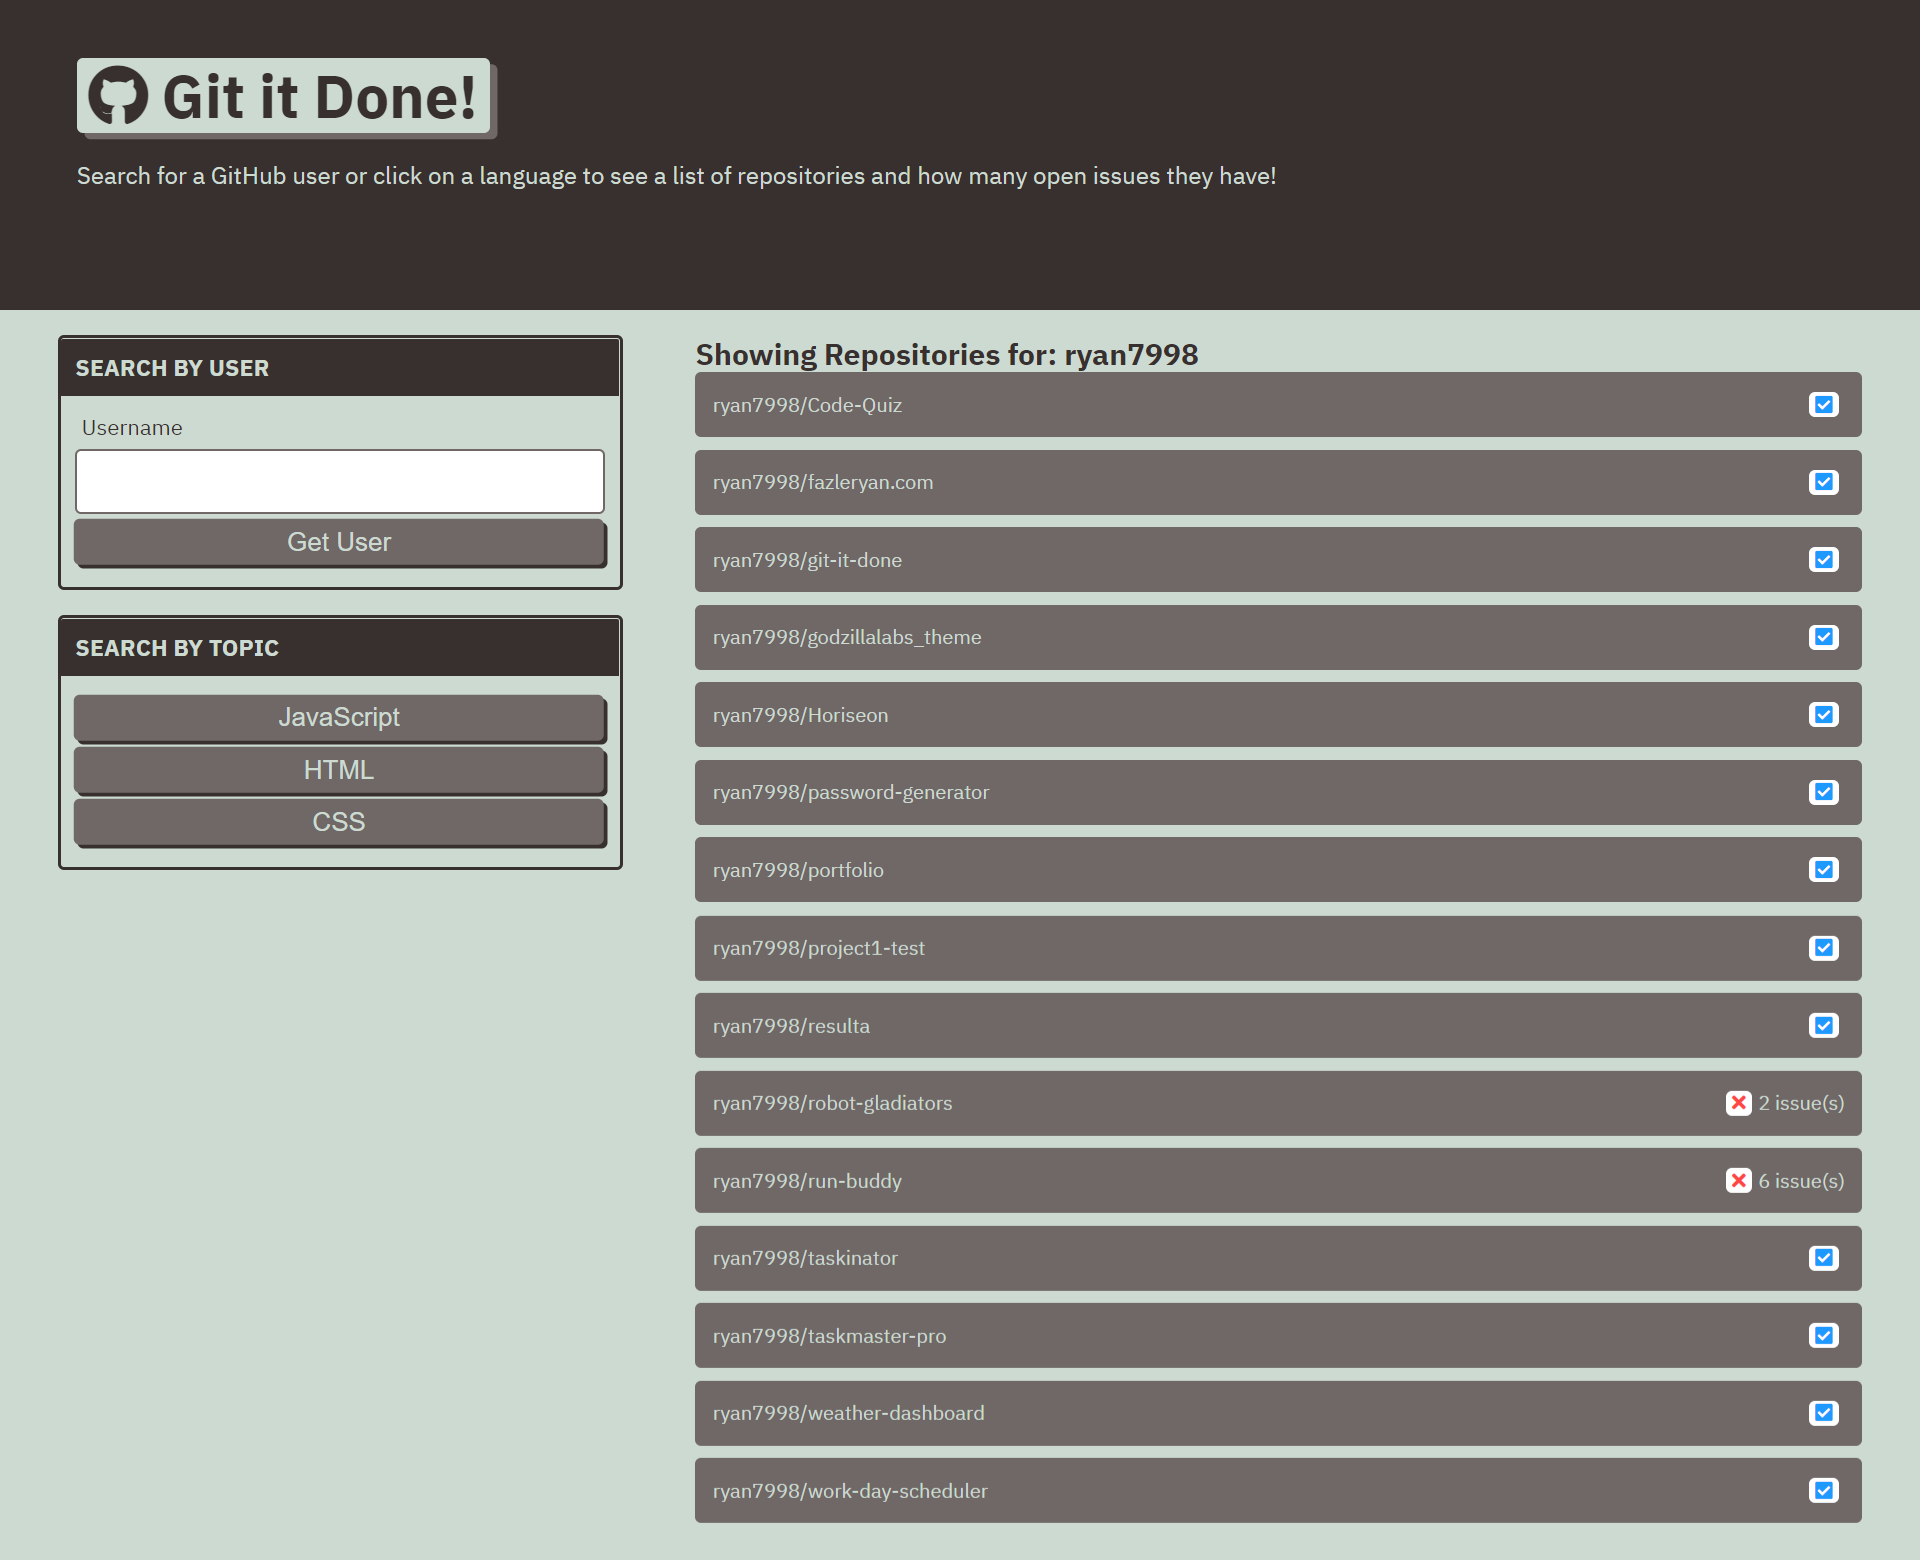 Git it Done!
Search for a GitHub user or click on a language to see a list of repositories and how many open issues they have!
SEARCH BY USER
Username
Get User
SEARCH BY TOPIC
JavaScript
HTML
CSS
Showing Repositories for: ryan7998
ryan7998/Code-Quiz
ryan7998/fazleryan.com
ryan7998/git-it-done
ryan7998/godzillalabs_theme
ryan7998/Horiseon
ryan7998/password-generator
ryan7998/portfolio
ryan7998/project1-test
ryan7998/resulta
ryan7998/robot-gladiators 2 issue(s)
ryan7998/run-buddy 6 issue(s)
ryan7998/taskinator
ryan7998/taskmaster-pro
ryan7998/weather-dashboard
ryan7998/work-day-scheduler